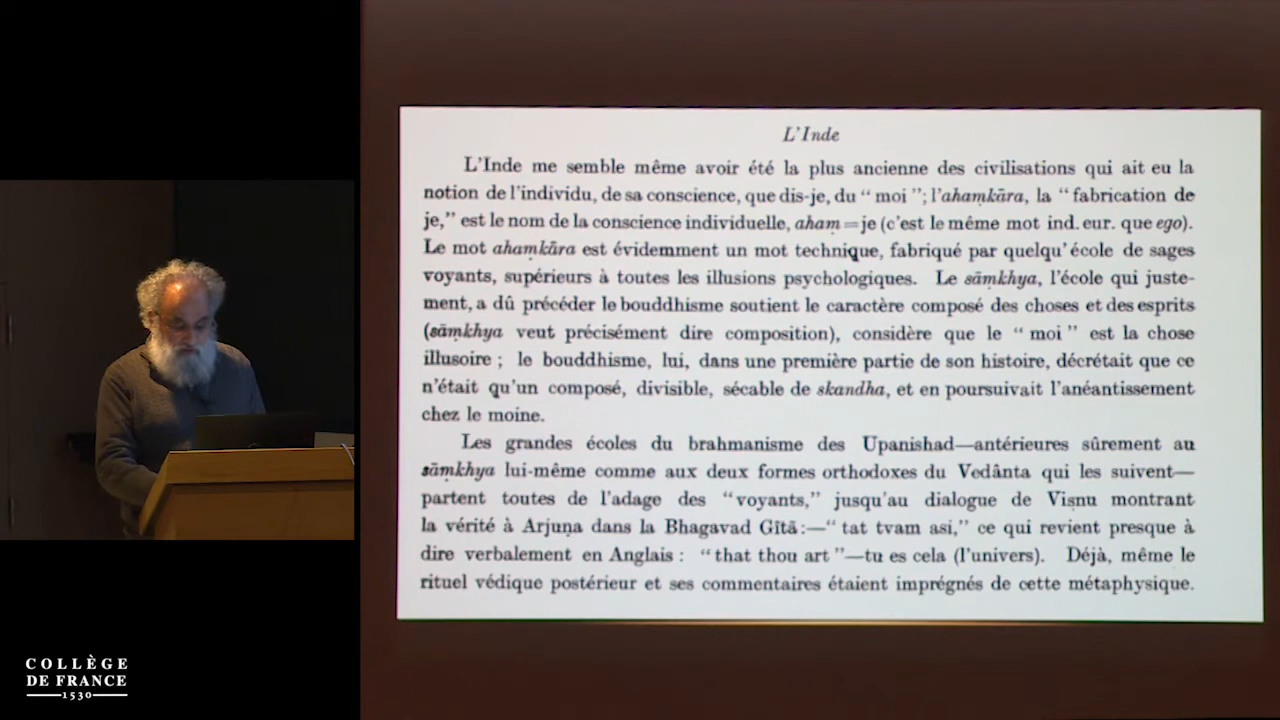 L'Inde
L'Inde me semble même avoir été la plus ancienne des civilisations qui ait eu la
notion de l'individu, de sa conscience, que dis-je, du “ moi ”; l'ahaṃkāra, la “ fabrication de
je,” est le nom de la conscience individuelle, ahaṃ=je (c'est le même mot ind. eur. que ego).
Le mot ahaṃkāra est évidemment un mot technique, fabriqué par quelqu'école de sages
voyants, supérieurs à toutes les illusions psychologiques. Le sāṃkhya, l'école qui juste-
ment, a dû précéder le bouddhisme soutient le caractère composé des choses et des esprits
(sāṃkhya veut précisément dire composition), considère que le “ moi ” est la chose
illusoire ; le bouddhisme, lui, dans une première partie de son histoire, décrétait que ce
n'était qu'un composé, divisible, sécable de skandha, et en poursuivait l'anéantissement
chez le moine.
Les grandes écoles du brahmanisme des Upanishad—antérieures sûrement au
sāṃkhya lui-même comme aux deux formes orthodoxes du Vedânta qui les suivent—
partent toutes de l'adage des “voyants,” jusqu'au dialogue de Viṣnu montrant
la vérité à Arjuṇa dans la Bhagavad Gītā :—“ tat tvam asi,” ce qui revient presque à
dire verbalement en Anglais : “that thou art ”—tu es cela (l'univers). Déjà, même le
rituel védique postérieur et ses commentaires étaient imprégnés de cette métaphysique.
COLLÈGE
DE FRANCE
1530